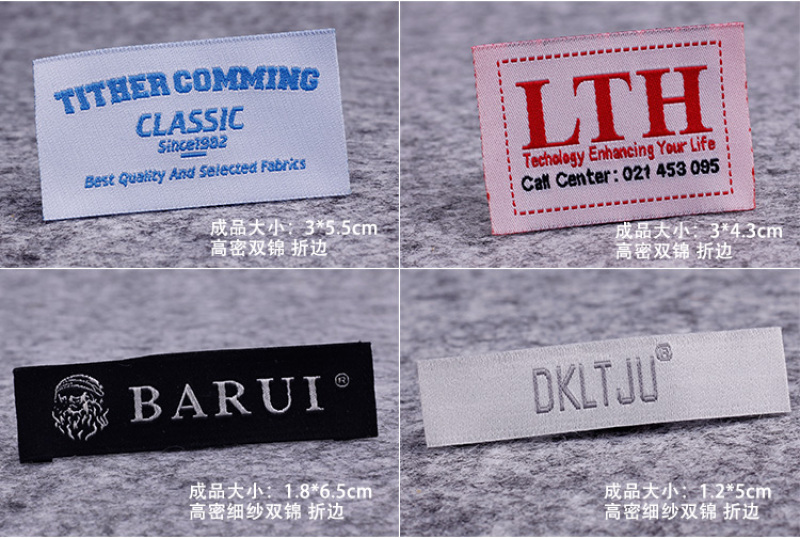 TITHER COMMING
CLASSIC
Since1982
Best Quality And Selected Fabrics
成品大小：3*5.5cm
高密双锦 折边
LTH
Techology Enhancing Your Life
Call Center: 021 453 095
成品大小：3*4.3cm
高密双锦 折边
BARUI®
成品大小：1.8*6.5cm
高密细纱双锦 折边
DKLTJU®
成品大小：1.2*5cm
高密细纱双锦 折边